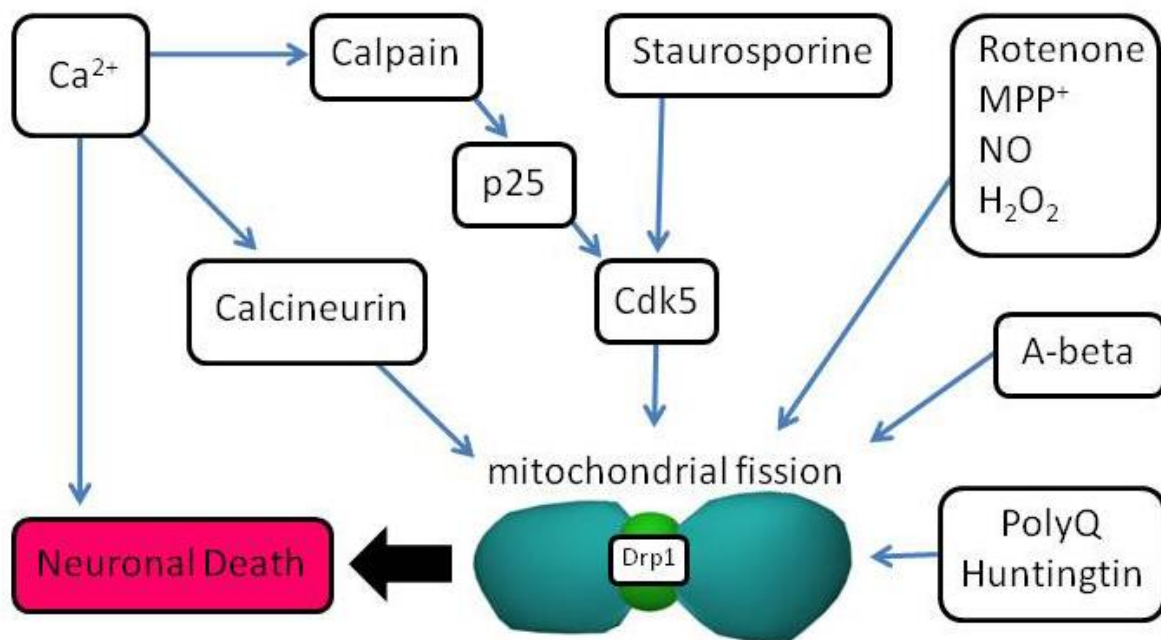 Ca²⁺
Calpain
Staurosporine
Rotenone
MPP⁺
NO
H₂O₂
p25
Calcineurin
Cdk5
A-beta
mitochondrial fission
Drp1
Neuronal Death
PolyQ
Huntingtin